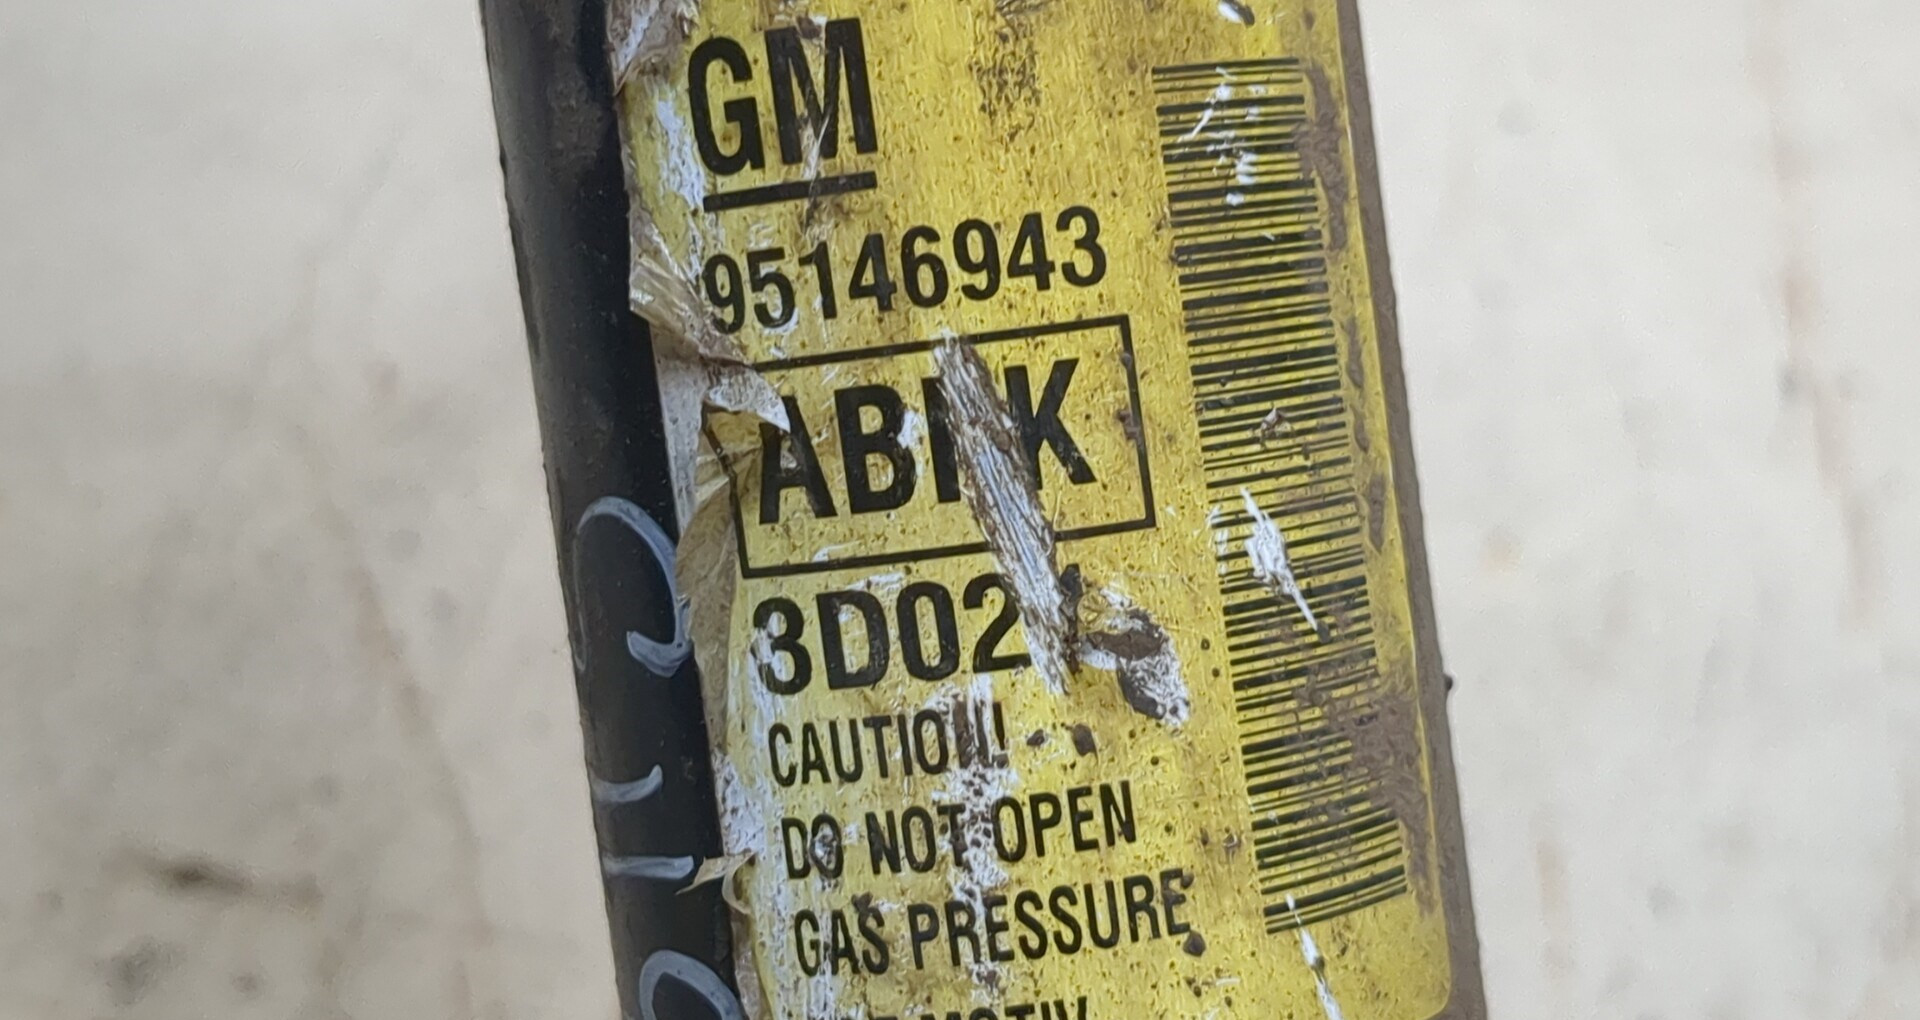 GM
95146943
3D02
CAUTION!
DO NOT OPEN
GAS PRESSURE